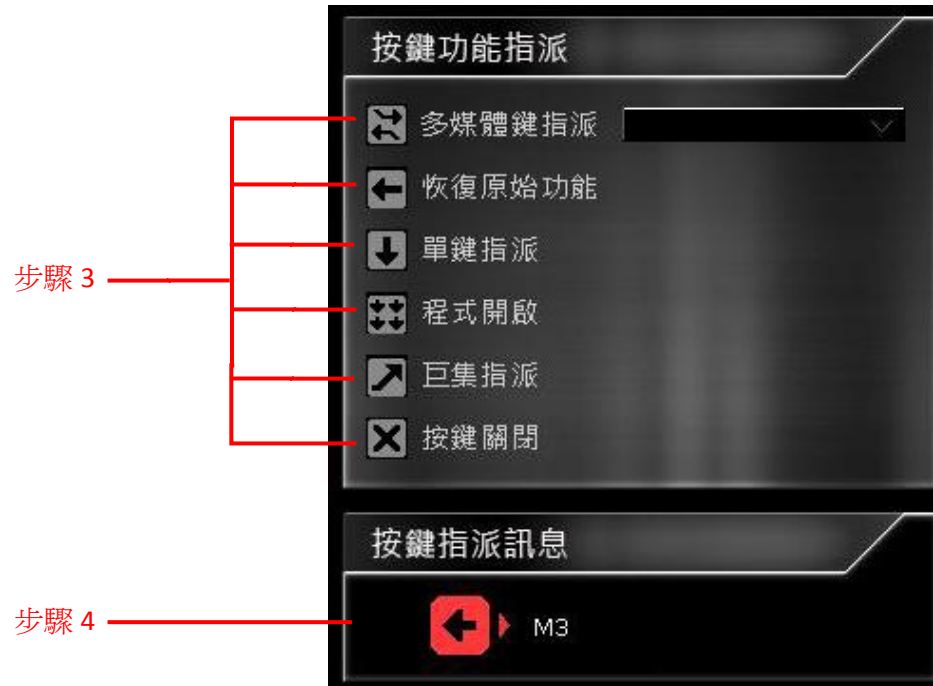 按鍵功能指派
多媒體鍵指派
恢復原始功能
單鍵指派
步驟 3
程式開啟
巨集指派
按鍵關閉
按鍵指派訊息
步驟 4
M3